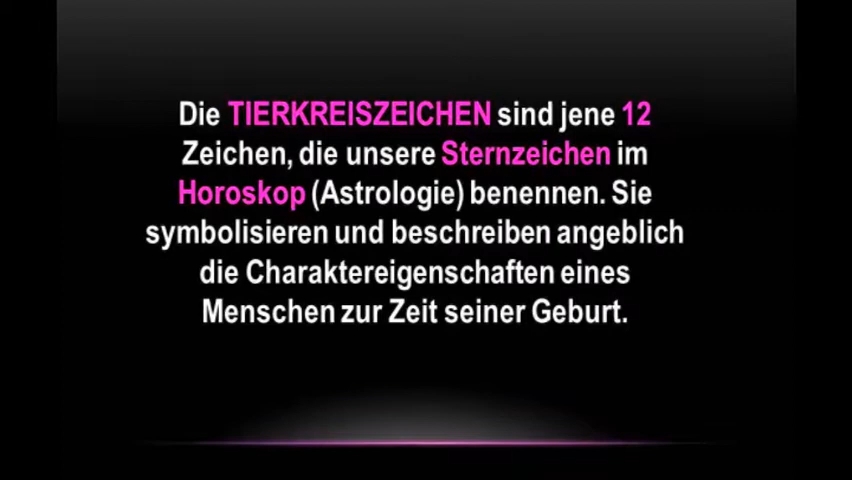 Die TIERKREISZEICHEN sind jene 12
Zeichen, die unsere Sternzeichen im
Horoskop (Astrologie) benennen. Sie
symbolisieren und beschreiben angeblich
die Charaktereigenschaften eines
Menschen zur Zeit seiner Geburt.